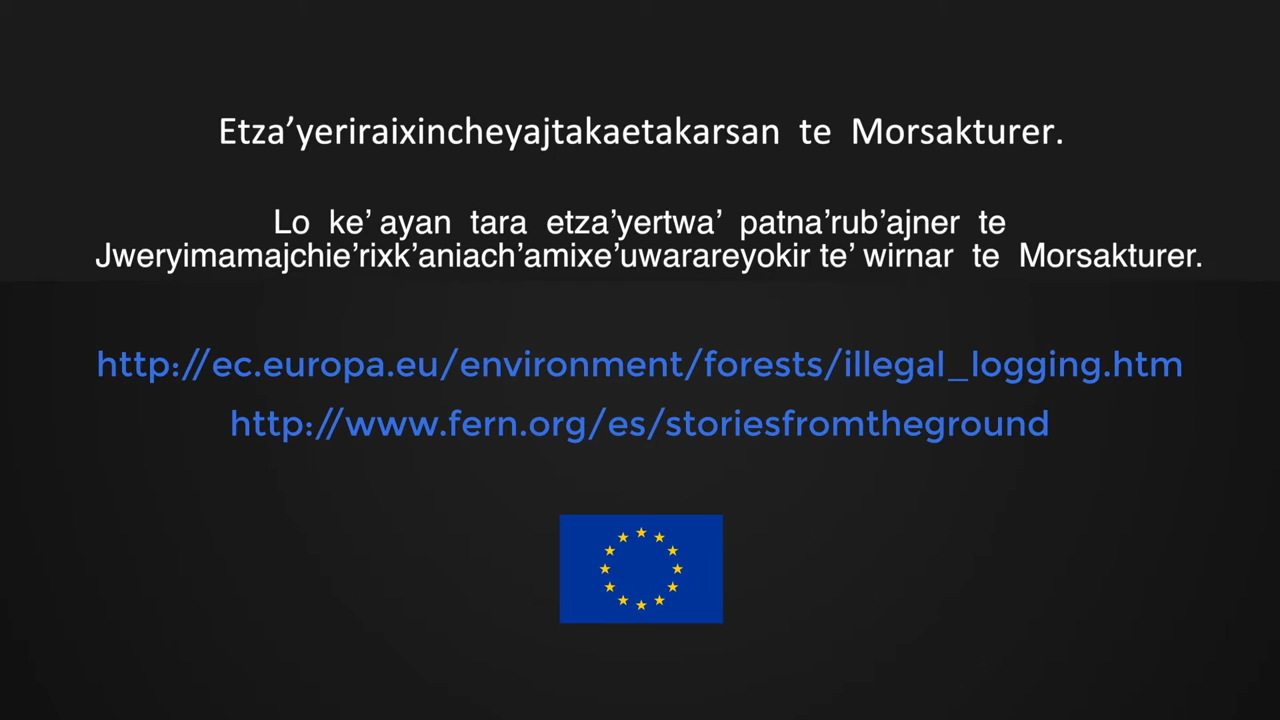 Etza’yeriraixincheyajtakaetakarsan te Morsakturer.
Lo ke’ ayan tara etza’yertwa’ patna’rub’ajner te
Jweryimamajchie’rixk’aniach’amixe’uwarareyokir te’ wirnar te Morsakturer.
http://ec.europa.eu/environment/forests/illegal_logging.htm
http://www.fern.org/es/storiesfromtheground